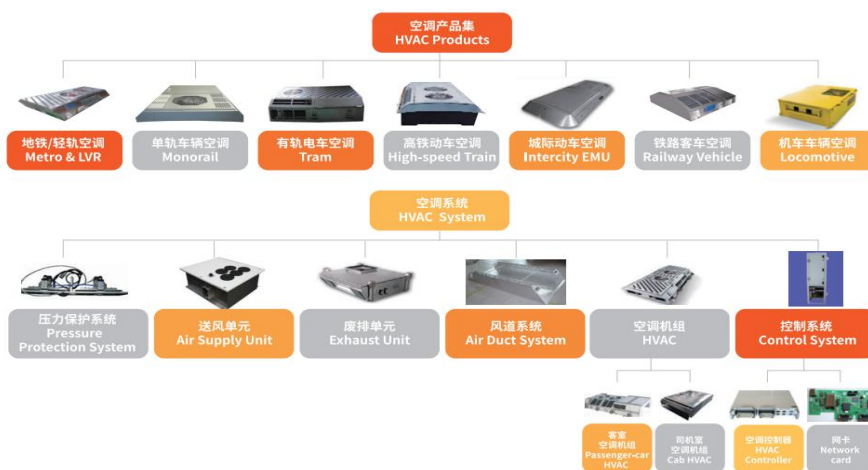 空调产品集
HVAC Products
地铁/轻轨空调
Metro & LVR
单轨车辆空调
Monorail
有轨电车空调
Tram
高铁动车空调
High-speed Train
城际动车空调
Intercity EMU
铁路客车空调
Railway Vehicle
机车车辆空调
Locomotive
空调系统
HVAC System
压力保护系统
Pressure
Protection System
送风单元
Air Supply Unit
废排单元
Exhaust Unit
风道系统
Air Duct System
空调机组
HVAC
控制系统
Control System
客室
空调机组
Passenger-car
HVAC
司机室
空调机组
Cab HVAC
空调控制器
HVAC
Controller
网卡
Network
card